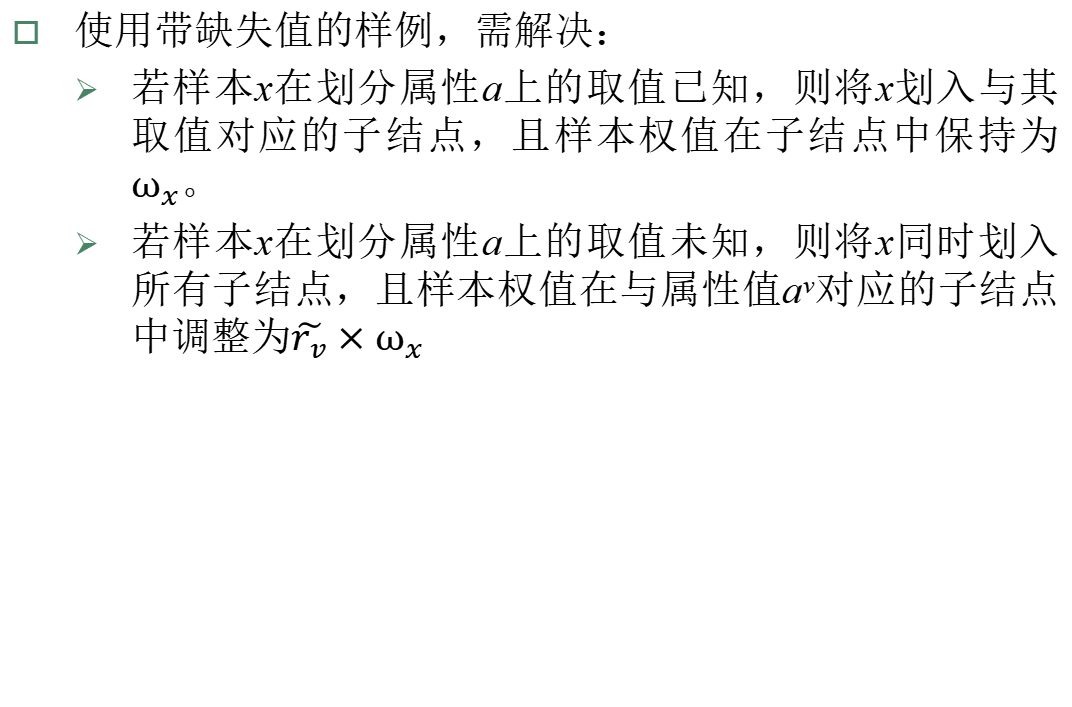 使用带缺失值的样例，需解决：
若样本x在划分属性a上的取值已知，则将x划入与其
取值对应的子结点，且样本权值在子结点中保持为
ω_x。
若样本x在划分属性a上的取值未知，则将x同时划入
所有子结点，且样本权值在与属性值a^v对应的子结点
中调整为r̃_v × ω_x